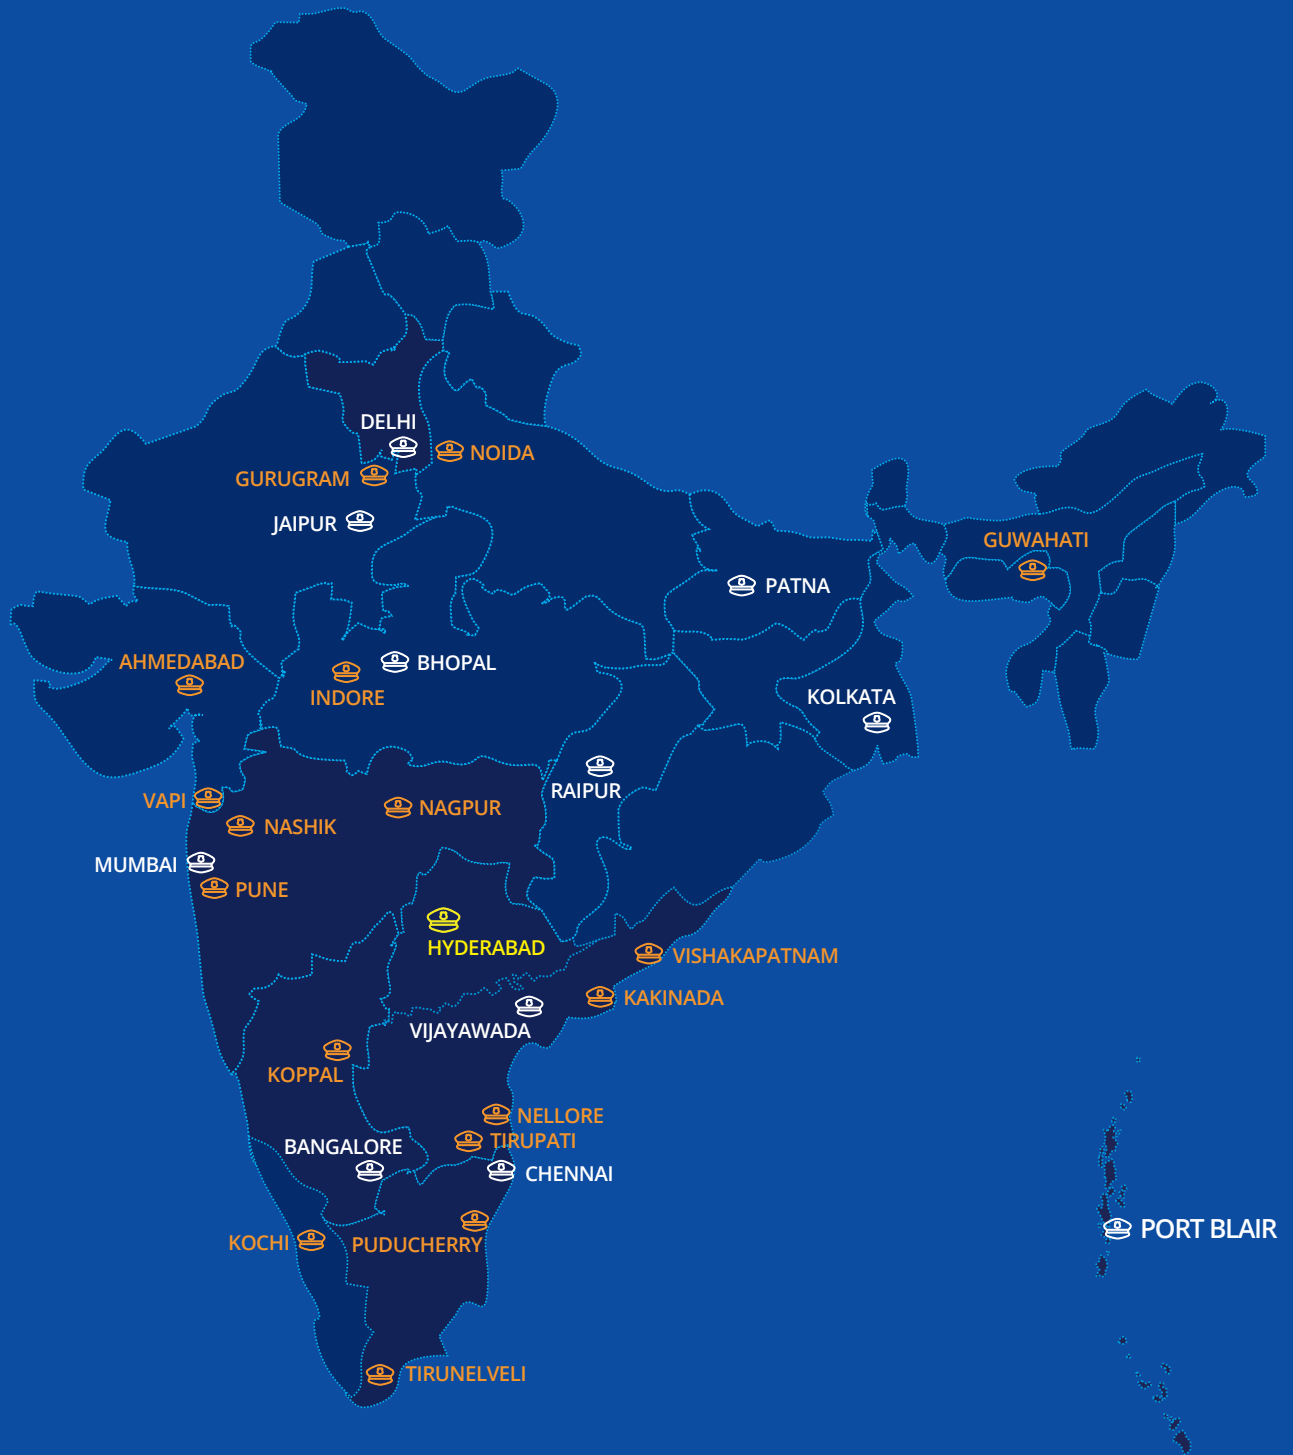 DELHI
NOIDA
GURUGRAM
JAIPUR
GUWAHATI
PATNA
AHMEDABAD
BHOPAL
INDORE
KOLKATA
RAIPUR
VAPI
NAGPUR
NASHIK
MUMBAI
PUNE
HYDERABAD
VISHAKAPATNAM
KAKINADA
VIJAYAWADA
KOPPAL
NELLORE
TIRUPATI
BANGALORE
CHENNAI
PORT BLAIR
KOCHI
PUDUCHERRY
TIRUNELVELI